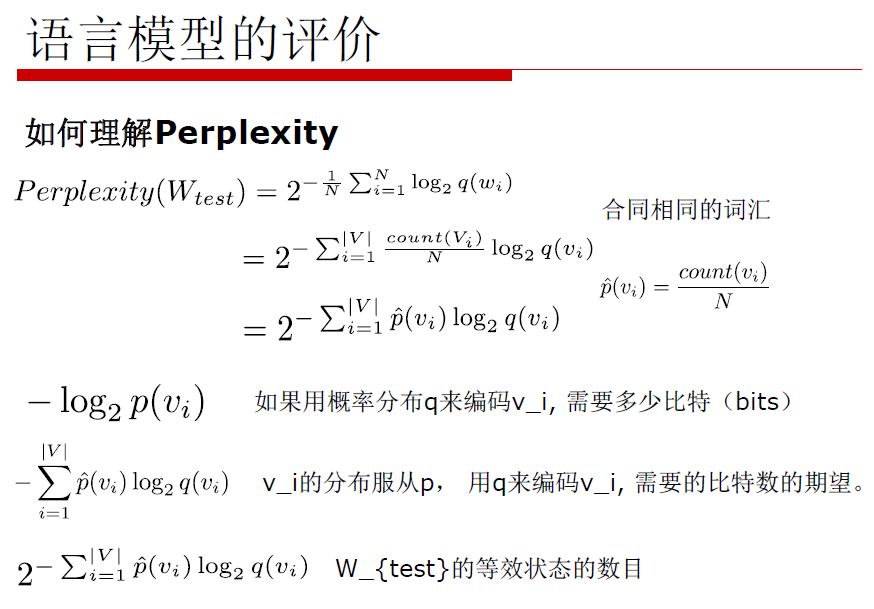 语言模型的评价
如何理解Perplexity
Perplexity(W_{test}) = 2^{-\frac{1}{N}\sum_{i=1}^{N}\log_2 q(w_i)}
= 2^{-\sum_{i=1}^{|V|}\frac{count(V_i)}{N}\log_2 q(v_i)}
合同相同的词汇
\hat{p}(v_i) = \frac{count(v_i)}{N}
= 2^{-\sum_{i=1}^{|V|}\hat{p}(v_i)\log_2 q(v_i)}
-\log_2 p(v_i) 如果用概率分布q来编码v_i, 需要多少比特（bits）
-\sum_{i=1}^{|V|}\hat{p}(v_i)\log_2 q(v_i) v_i的分布服从p， 用q来编码v_i, 需要的比特数的期望。
2^{-\sum_{i=1}^{|V|}\hat{p}(v_i)\log_2 q(v_i)} W_{test}的等效状态的数目